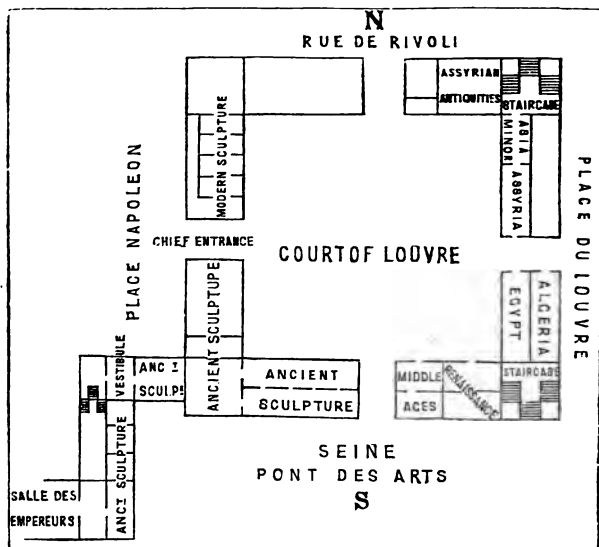 N
RUE DE RIVOLI
ASSYRIAN
ANTIQUITIES
STAIRCASE
ASIA
MINOR
ASSYRIA
MODERN SCULPTURE
PLACE NAPOLEON
CHIEF ENTRANCE
COURT OF LOUVRE
PLACE DU LOUVRE
ANCIENT SCULPTUPE
EGYPT
ALGERIA
VESTIBULE
ANC T
SCULP S
ANCIENT
SCULPTURE
MIDDLE
AGES
RENAISSANCE
STAIRCASE
ANC T SCULPTURE
SALLE DES
EMPEREURS
SEINE
PONT DES ARTS
S